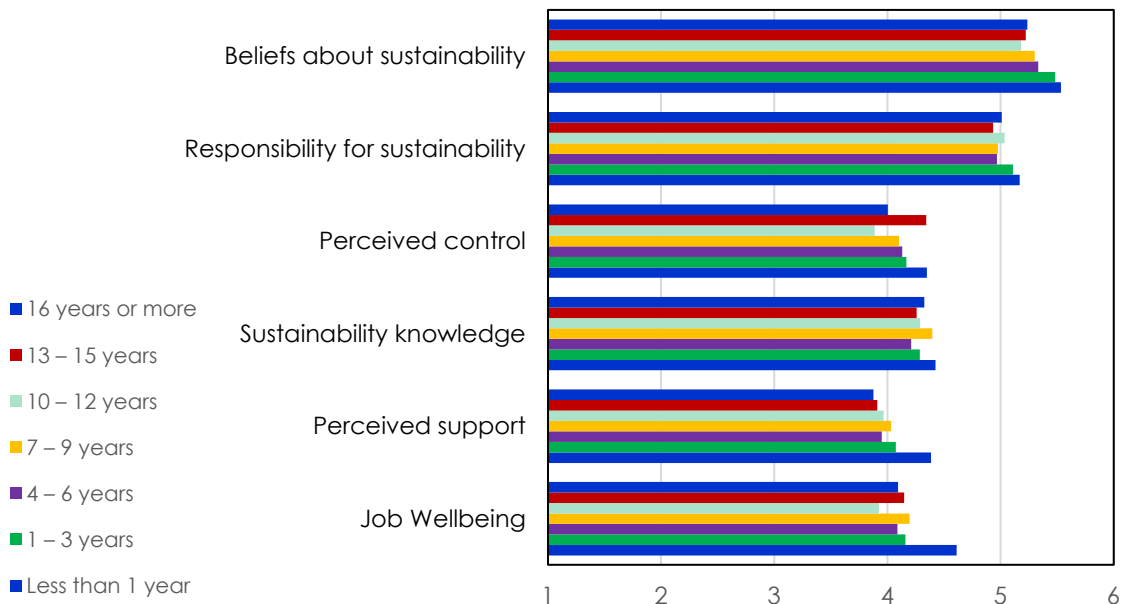 Beliefs about sustainability
Responsibility for sustainability
Perceived control
Sustainability knowledge
Perceived support
Job Wellbeing
16 years or more
13 – 15 years
10 – 12 years
7 – 9 years
4 – 6 years
1 – 3 years
Less than 1 year
1 2 3 4 5 6